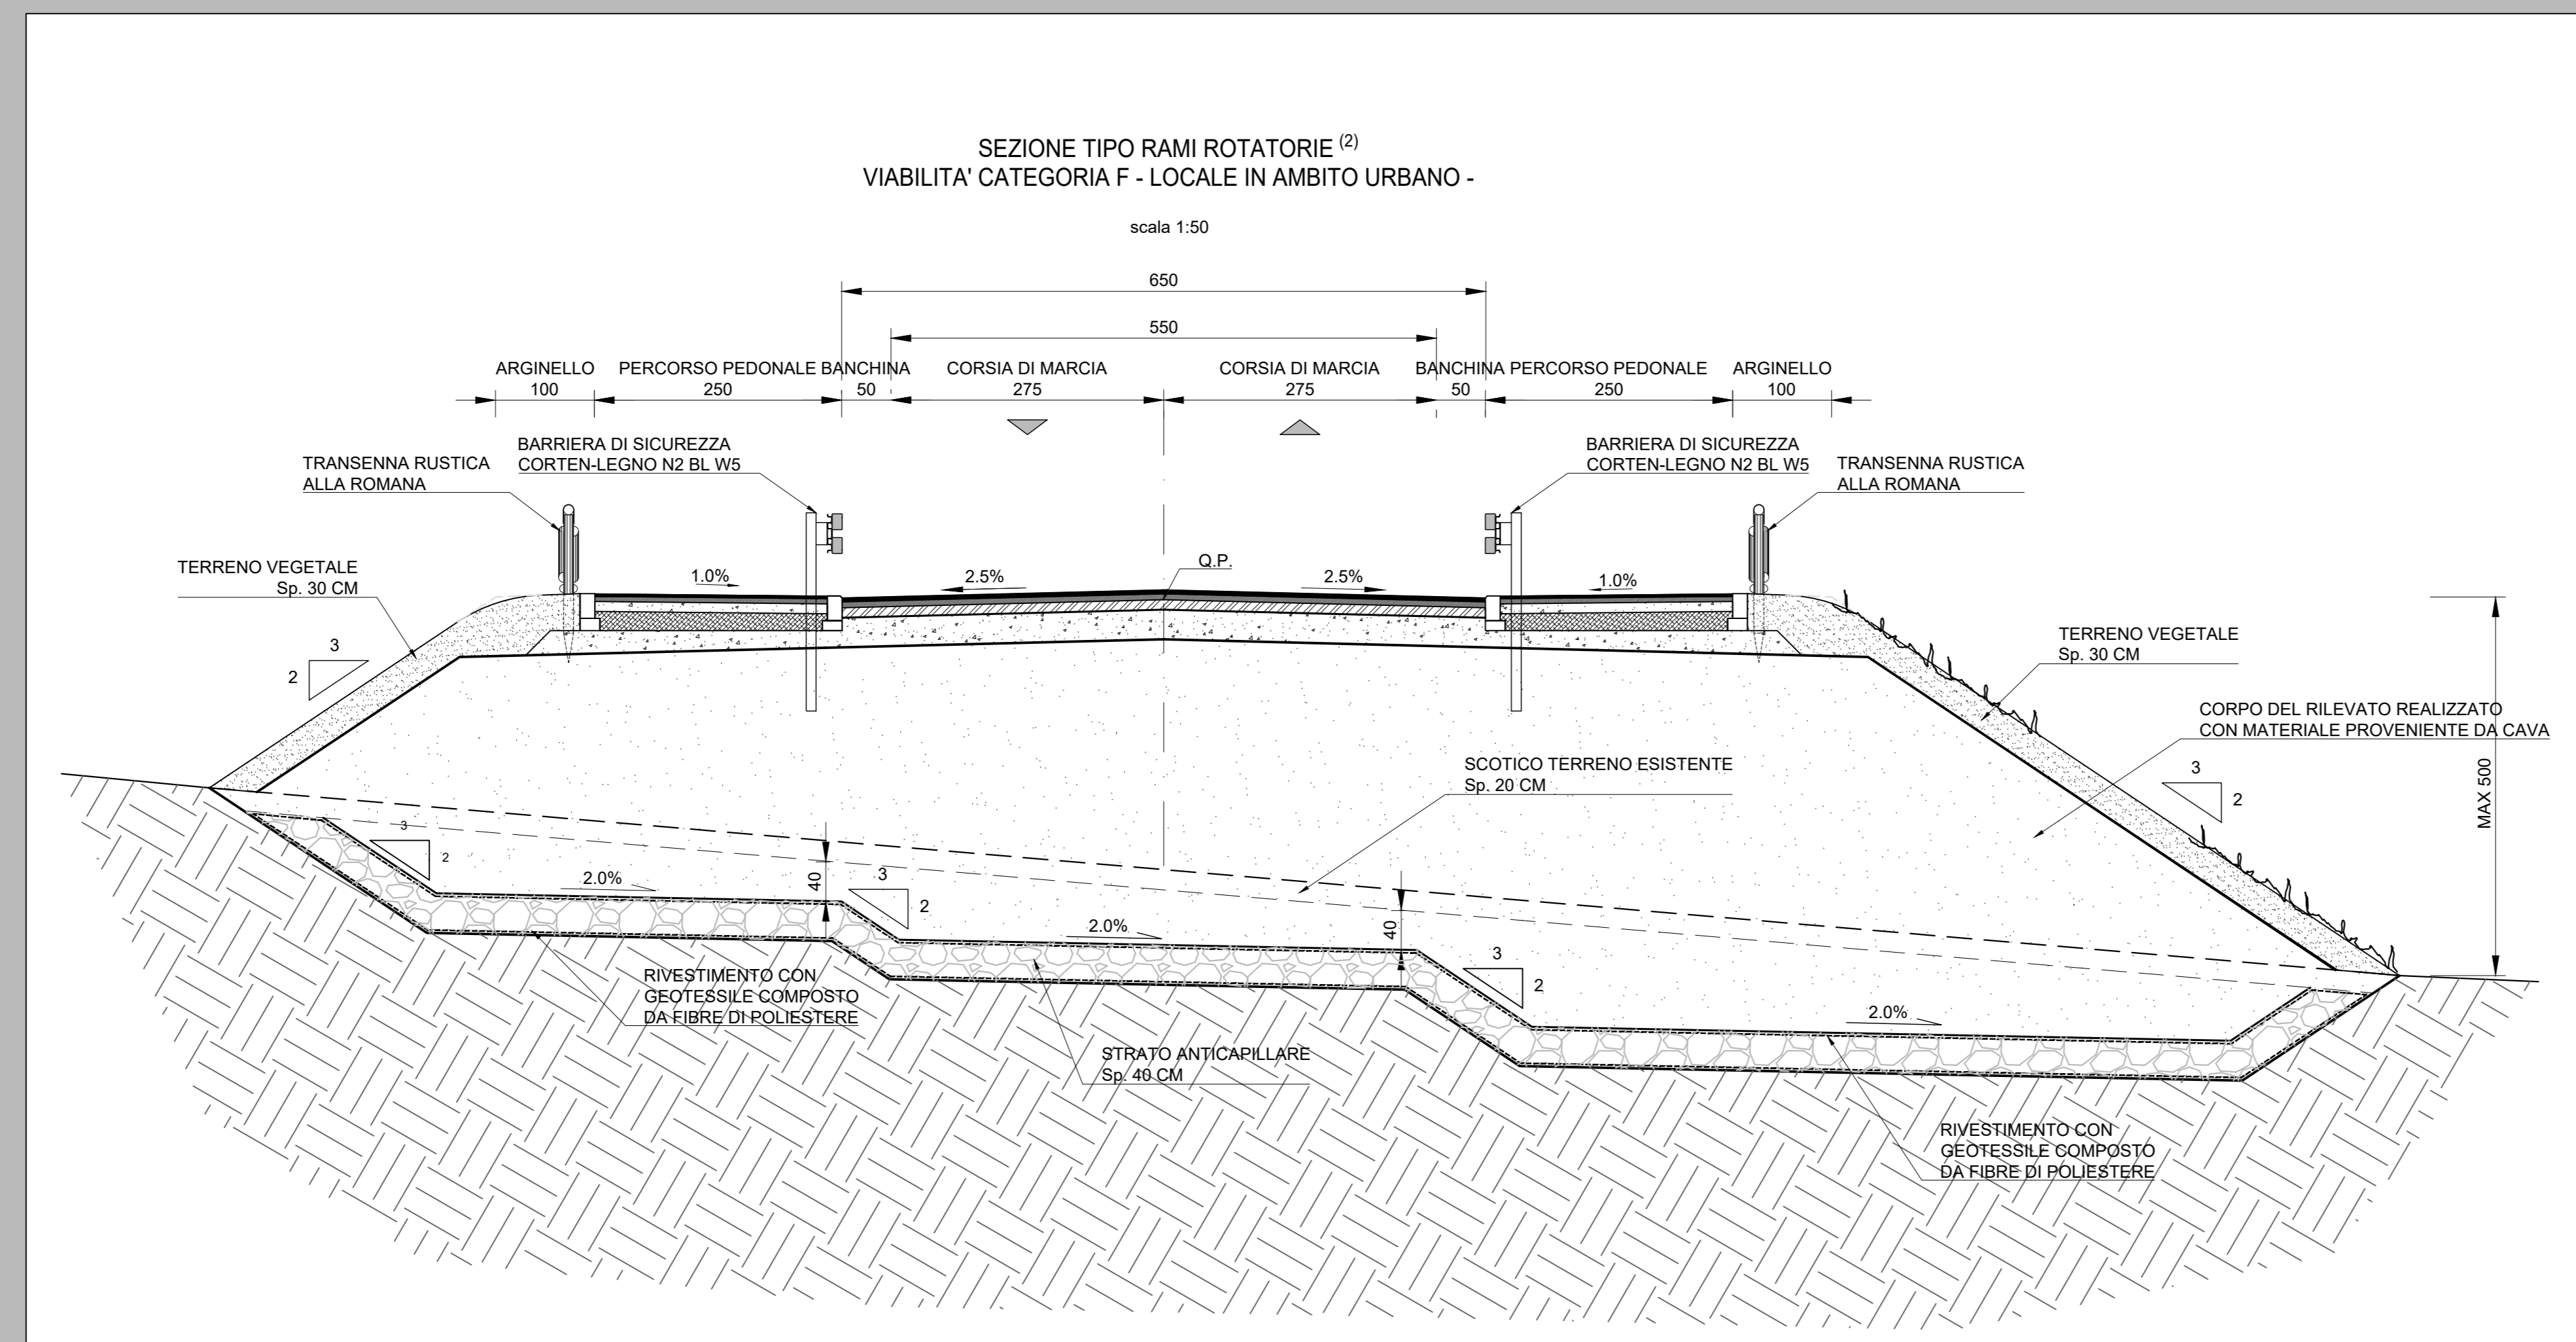 SEZIONE TIPO RAMI ROTATORIE (2)
VIABILITA' CATEGORIA F - LOCALE IN AMBITO URBANO -
scala 1:50
650
550
ARGINELLO PERCORSO PEDONALE BANCHINA CORSIA DI MARCIA CORSIA DI MARCIA BANCHINA PERCORSO PEDONALE ARGINELLO
100 250 50 275 275 50 250 100
TRANSENNA RUSTICA
ALLA ROMANA
BARRIERA DI SICUREZZA
CORTEN-LEGNO N2 BL W5
BARRIERA DI SICUREZZA
CORTEN-LEGNO N2 BL W5
TRANSENNA RUSTICA
ALLA ROMANA
TERRENO VEGETALE
Sp. 30 CM
1.0% 2.5% Q.P. 2.5% 1.0%
3
2
TERRENO VEGETALE
Sp. 30 CM
CORPO DEL RILEVATO REALIZZATO
CON MATERIALE PROVENIENTE DA CAVA
SCOTICO TERRENO ESISTENTE
Sp. 20 CM
3
2
MAX 500
3
2
2.0%
40
3
2
2.0%
40
3
2
2.0%
RIVESTIMENTO CON
GEOTESSILE COMPOSTO
DA FIBRE DI POLIESTERE
STRATO ANTICAPILLARE
Sp. 40 CM
RIVESTIMENTO CON
GEOTESSILE COMPOSTO
DA FIBRE DI POLIESTERE